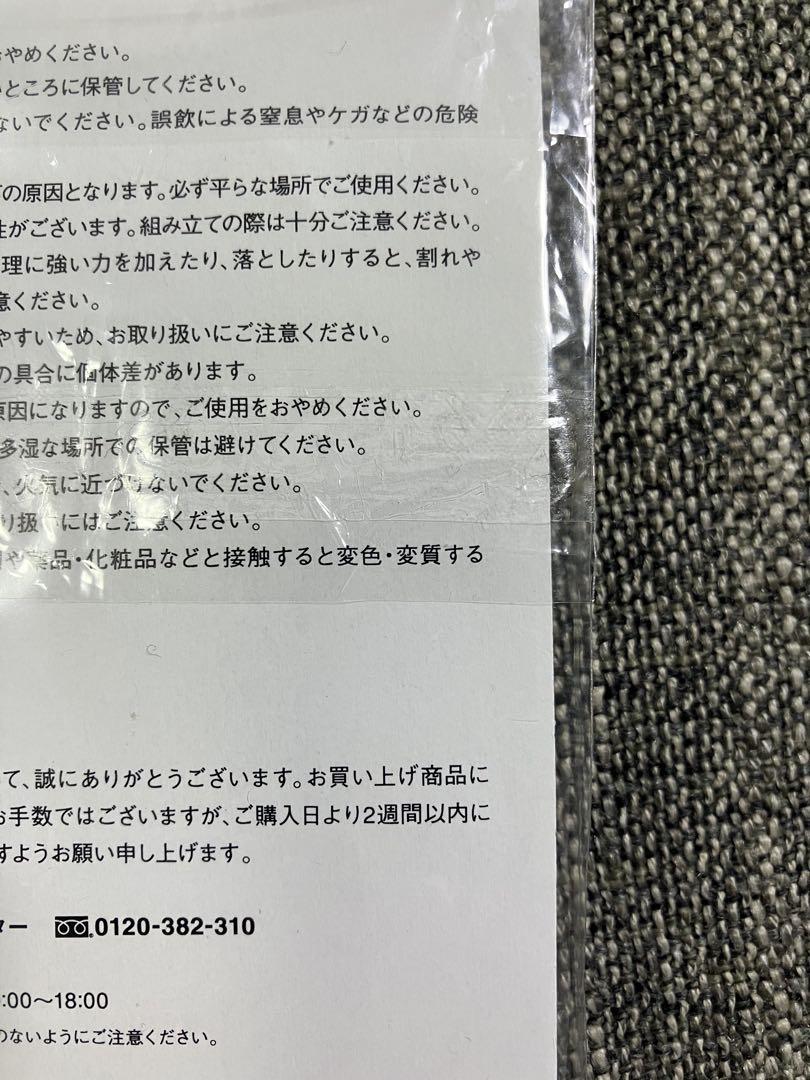 やめください。
ところに保管してください。
ないでください。誤飲による窒息やケガなどの危険
の原因となります。必ず平らな場所でご使用ください。
がございます。組み立ての際は十分ご注意ください。
理に強い力を加えたり、落としたりすると、割れや
意ください。
やすいため、お取り扱いにご注意ください。
の具合に個体差があります。
原因になりますので、ご使用をおやめください。
多湿な場所での保管は避けてください。
、火気に近づけないでください。
り扱いにはご注意ください。
や薬品・化粧品などと接触すると変色・変質する
て、誠にありがとうございます。お買い上げ商品に
お手数ではございますが、ご購入日より2週間以内に
すようお願い申し上げます。
ター 0120-382-310
:00～18:00
のないようにご注意ください。